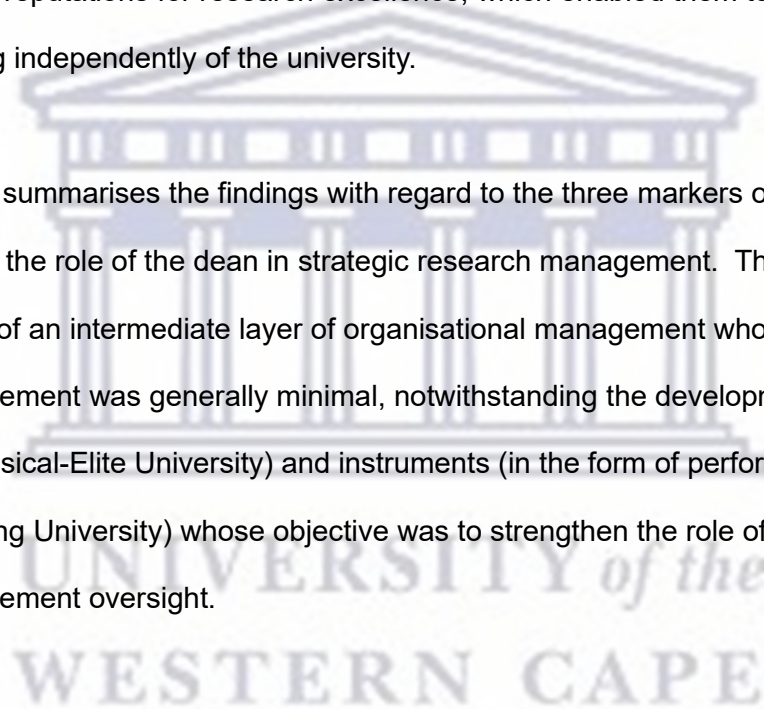 reputations for research excellence, which enabled them
g independently of the university.
summarises the findings with regard to the three markers
the role of the dean in strategic research management. Th
of an intermediate layer of organisational management who
ement was generally minimal, notwithstanding the develop
sical-Elite University) and instruments (in the form of perfor
ng University) whose objective was to strengthen the role of
UNIVERSITY of the
ement oversight.
WESTERN CAPE